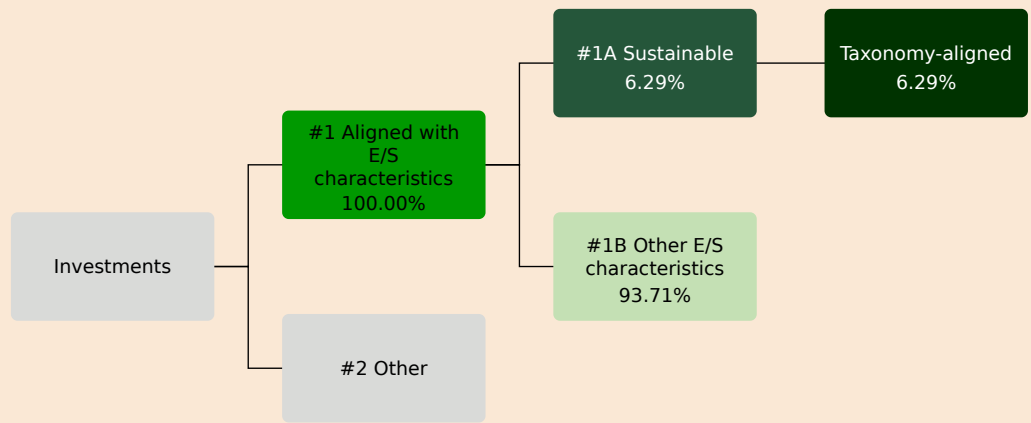 Investments
#1 Aligned with
E/S
characteristics
100.00%
#2 Other
#1A Sustainable
6.29%
#1B Other E/S
characteristics
93.71%
Taxonomy-aligned
6.29%